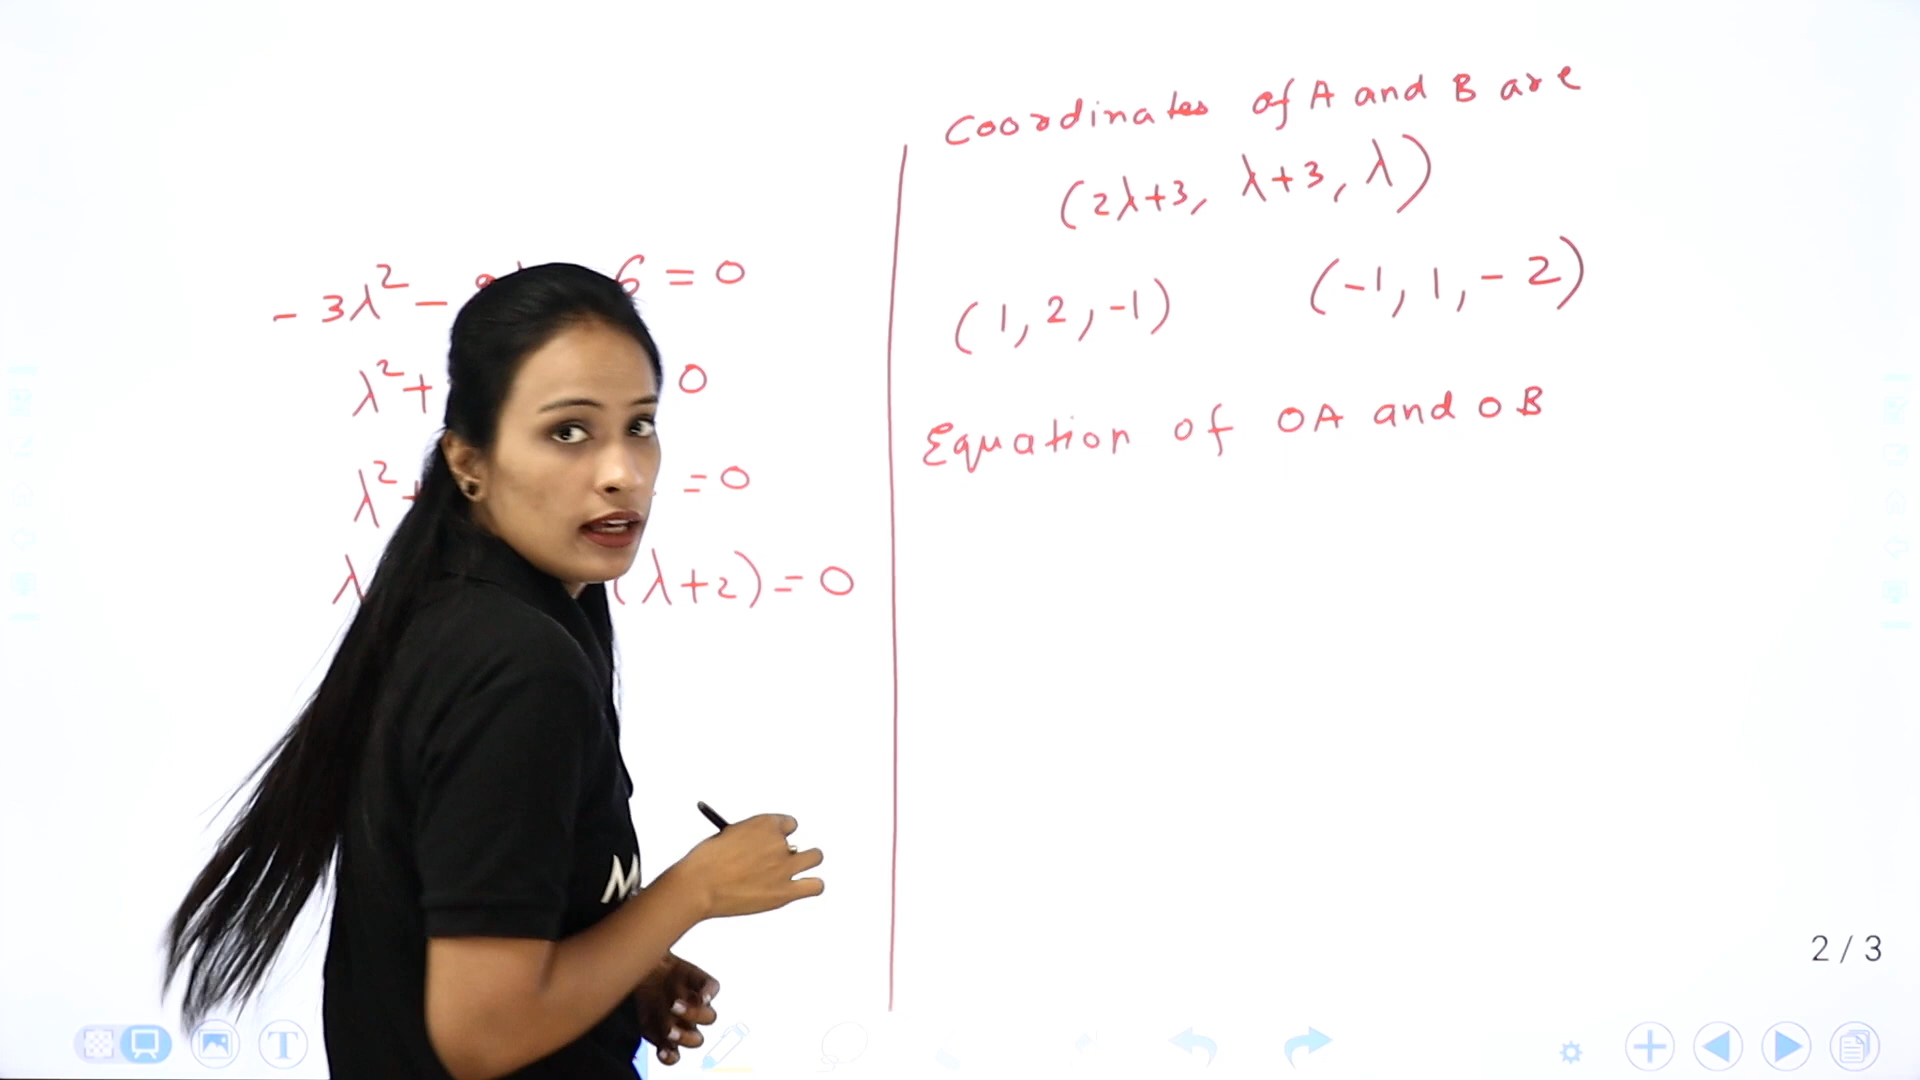 - 3λ² - 6 = 0
λ² + 0
λ² + = 0
λ (λ+2) = 0
Coordinates of A and B are
(2λ+3, λ+3, λ)
(1, 2, -1) (-1, 1, -2)
Equation of OA and OB
2 / 3
T